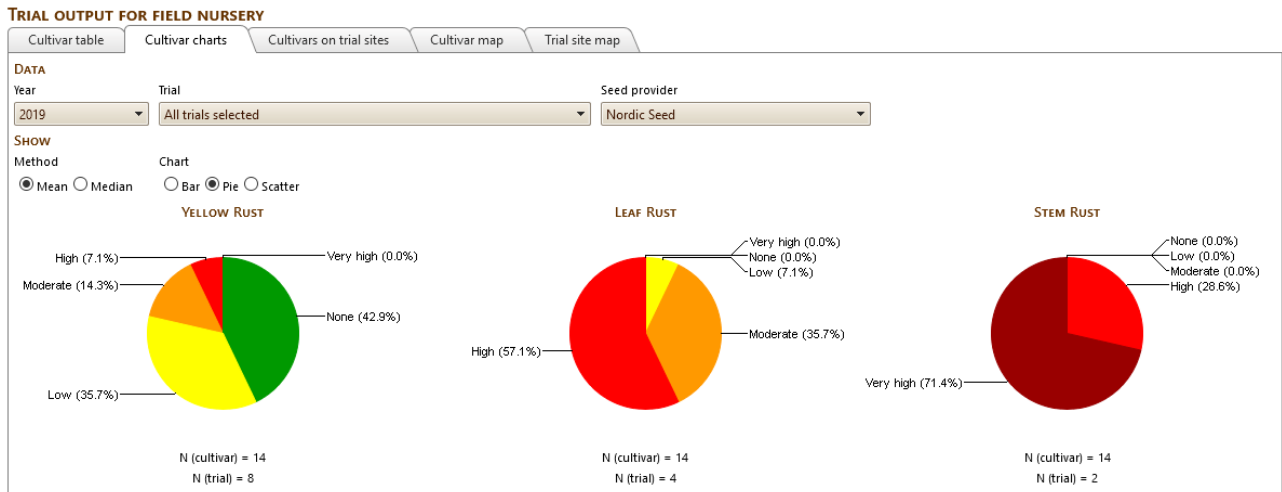 TRIAL OUTPUT FOR FIELD NURSERY
Cultivar table Cultivar charts Cultivars on trial sites Cultivar map Trial site map
DATA
Year Trial Seed provider
2019 All trials selected Nordic Seed
SHOW
Method Chart
Mean Median Bar Pie Scatter
YELLOW RUST
High (7.1%)
Very high (0.0%)
Moderate (14.3%)
None (42.9%)
Low (35.7%)
N (cultivar) = 14
N (trial) = 8
LEAF RUST
Very high (0.0%)
None (0.0%)
Low (7.1%)
Moderate (35.7%)
High (57.1%)
N (cultivar) = 14
N (trial) = 4
STEM RUST
None (0.0%)
Low (0.0%)
Moderate (0.0%)
High (28.6%)
Very high (71.4%)
N (cultivar) = 14
N (trial) = 2